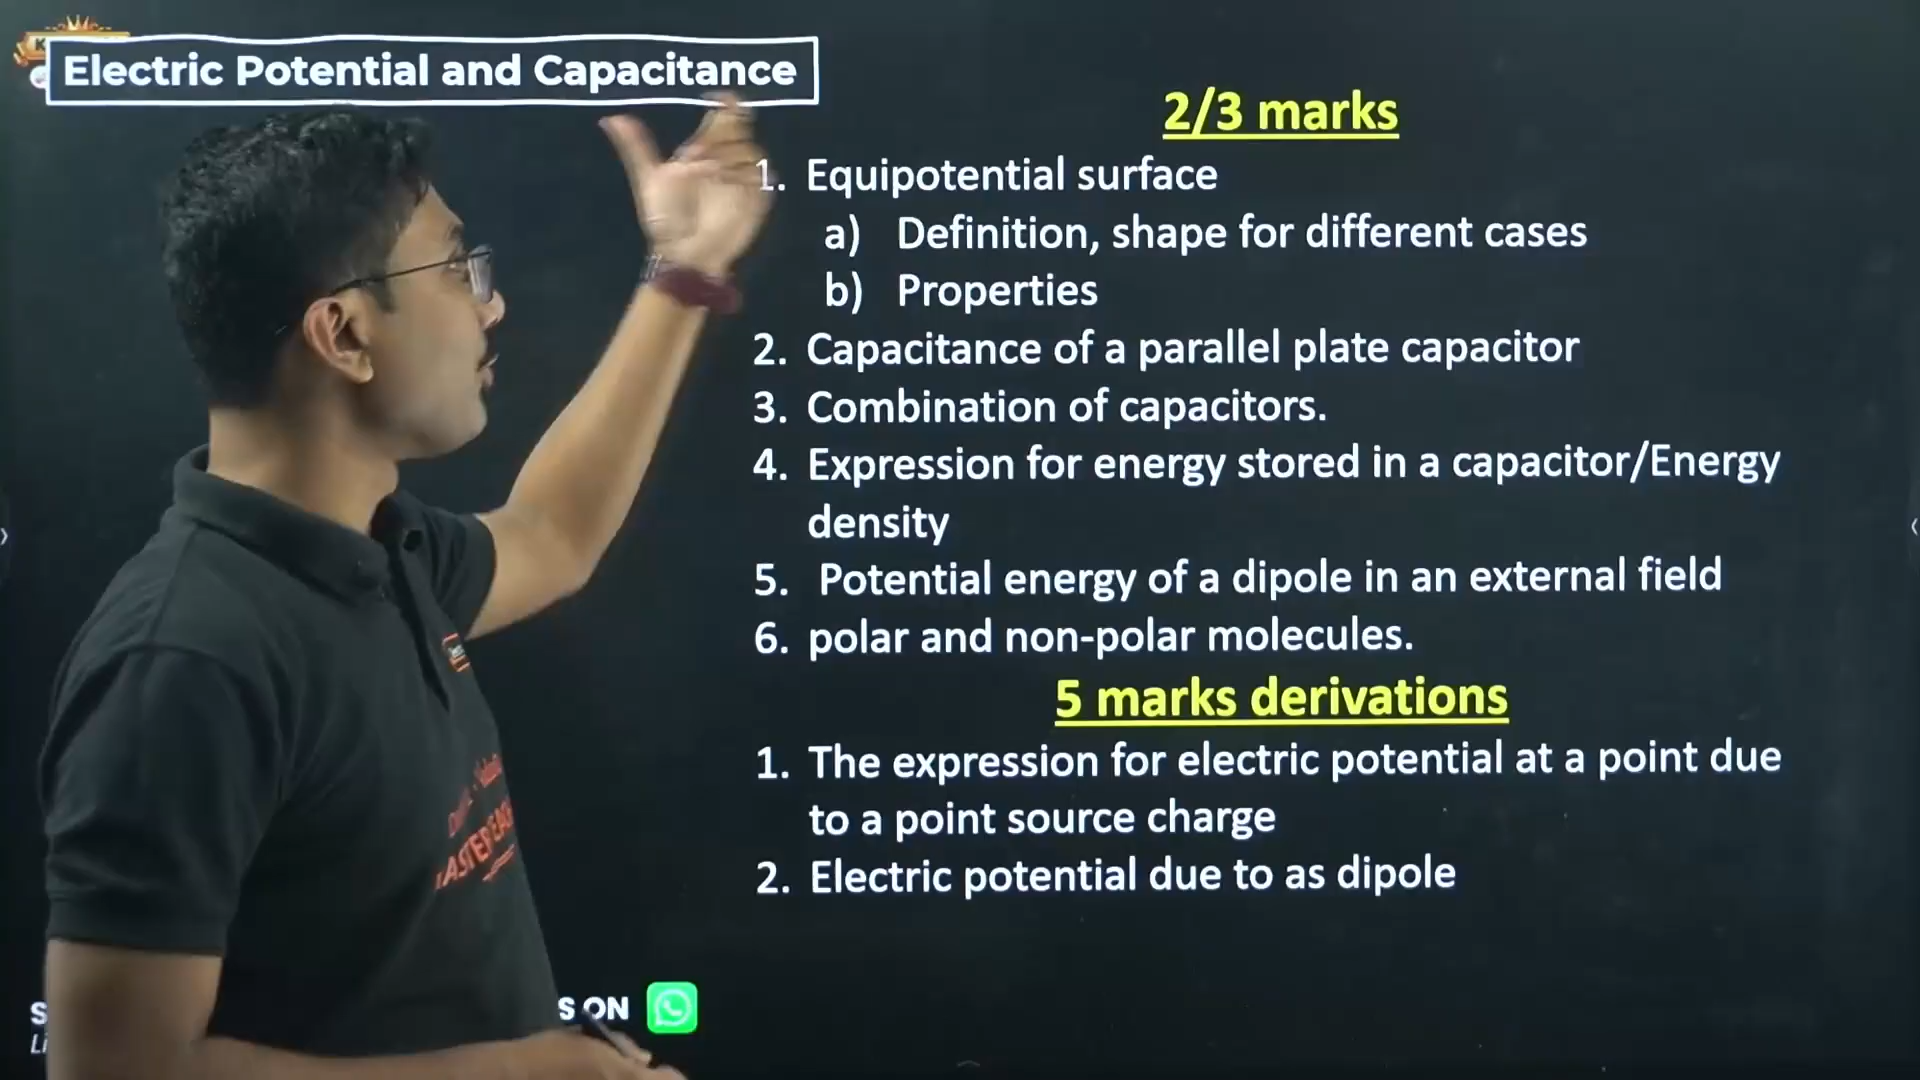 Electric Potential and Capacitance
2/3 marks
1. Equipotential surface
a) Definition, shape for different cases
b) Properties
2. Capacitance of a parallel plate capacitor
3. Combination of capacitors.
4. Expression for energy stored in a capacitor/Energy
density
5. Potential energy of a dipole in an external field
6. polar and non-polar molecules.
5 marks derivations
1. The expression for electric potential at a point due
to a point source charge
2. Electric potential due to as dipole
ON